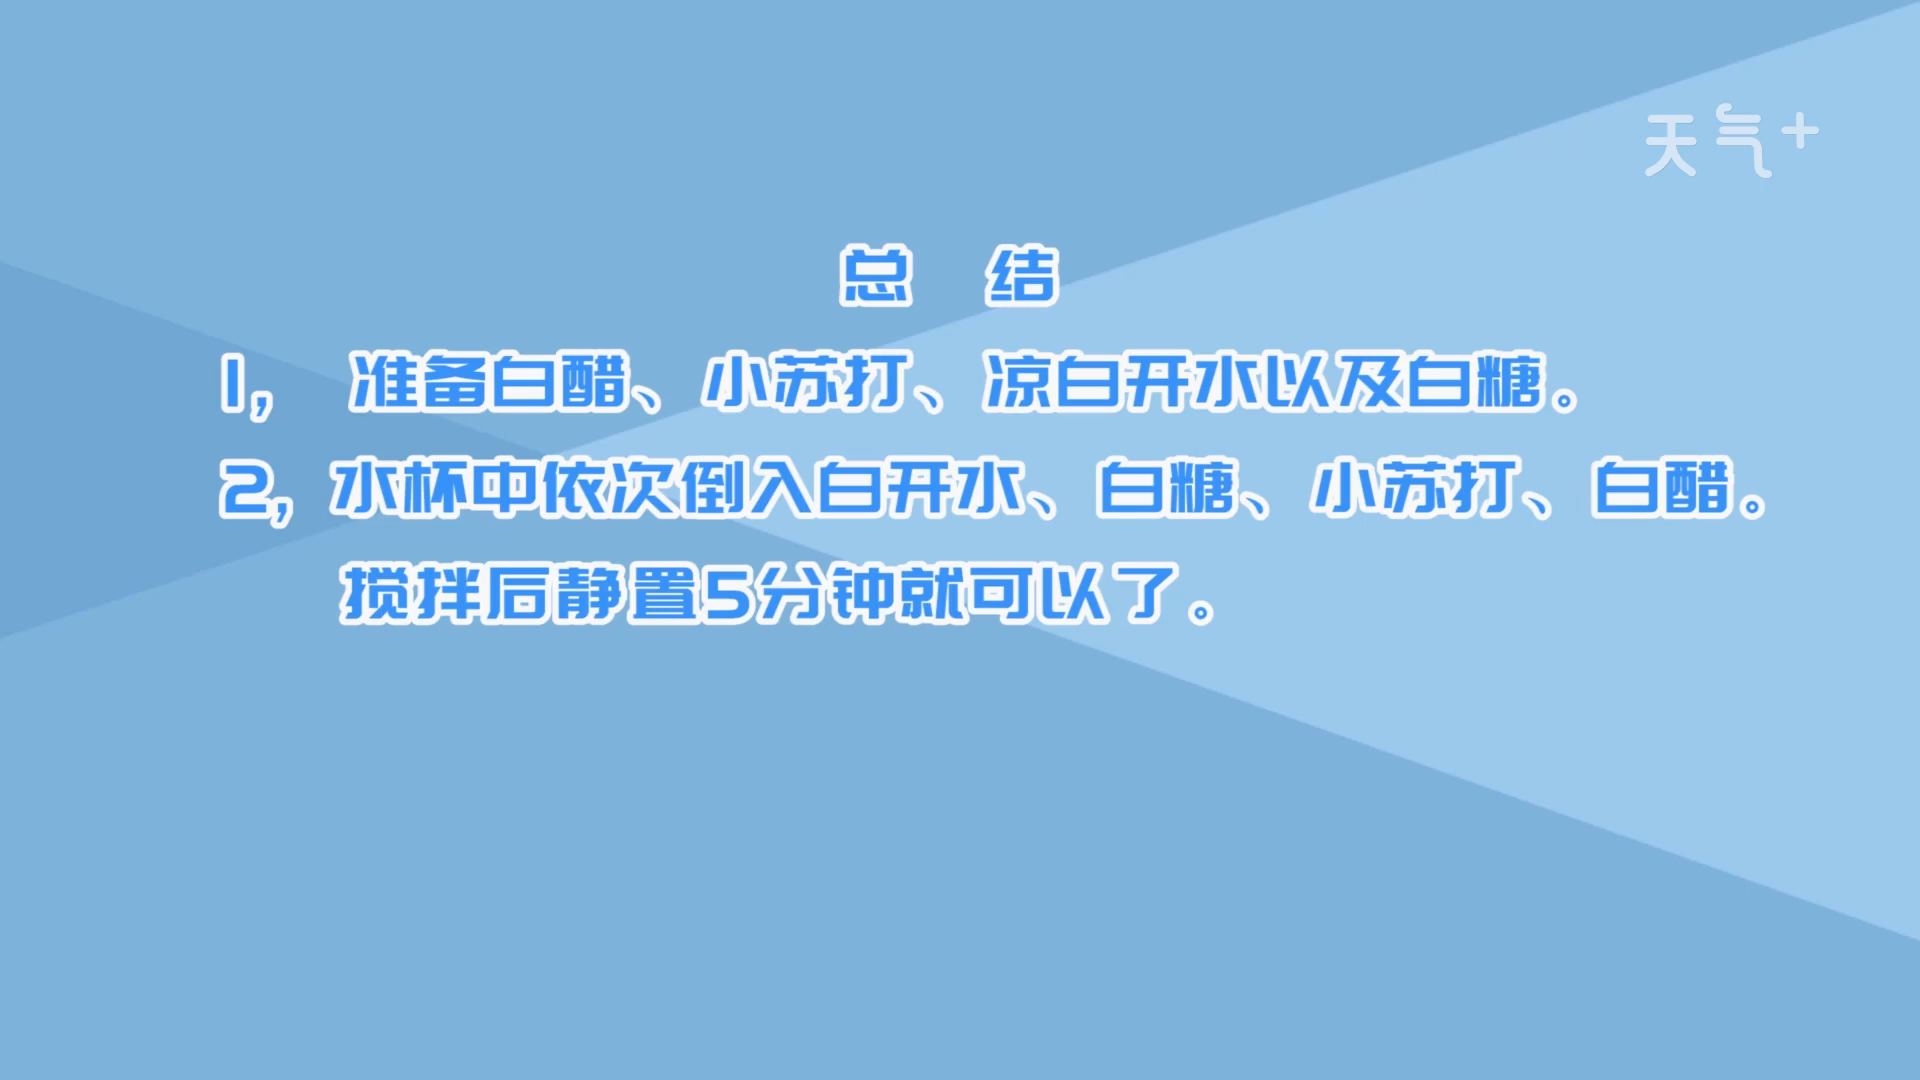 天气+
总 结
1, 准备白醋、小苏打、凉白开水以及白糖。
2, 水杯中依次倒入白开水、白糖、小苏打、白醋。
搅拌后静置5分钟就可以了。